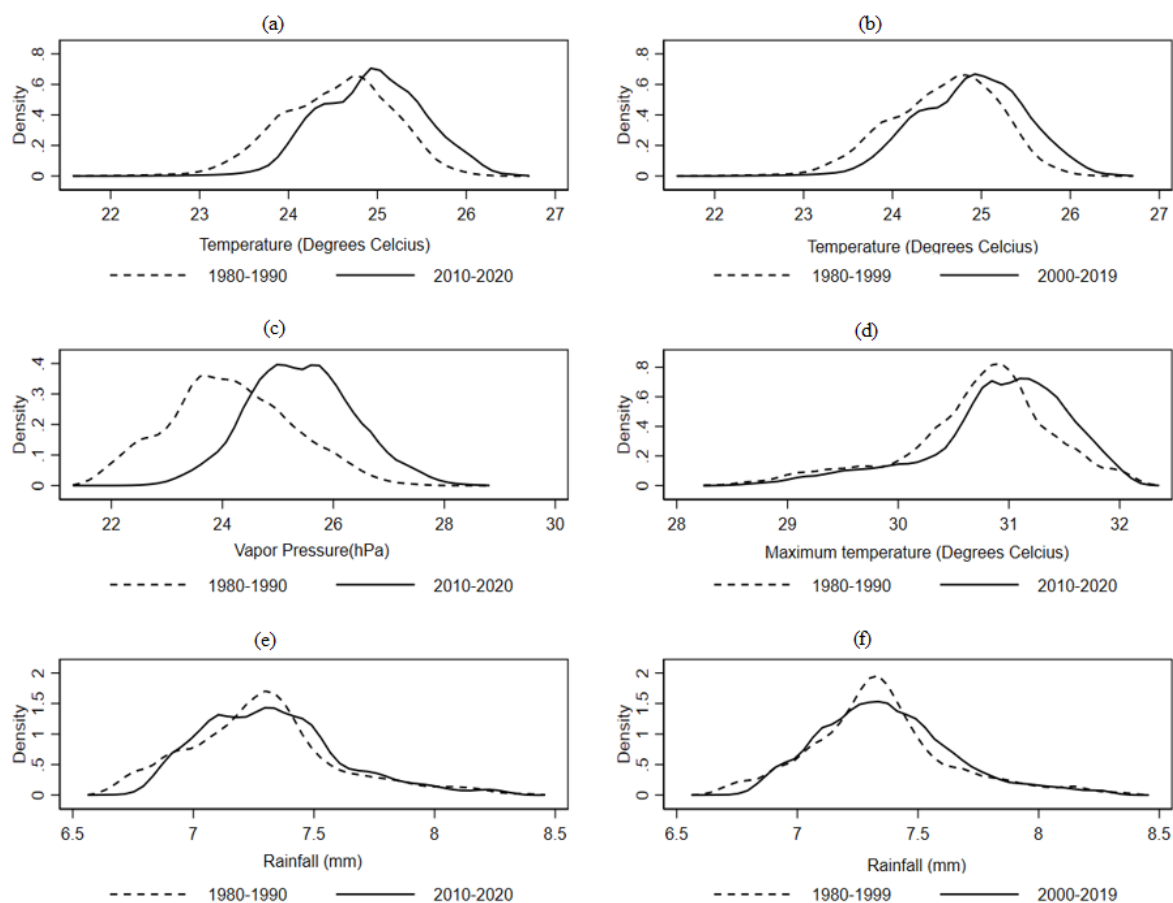 (a)
Density
0 .2 .4 .6 .8
22 23 24 25 26 27
Temperature (Degrees Celcius)
1980-1990 2010-2020
(b)
Density
0 .2 .4 .6 .8
22 23 24 25 26 27
Temperature (Degrees Celcius)
1980-1999 2000-2019
(c)
Density
0 .1 .2 .3 .4
22 24 26 28 30
Vapor Pressure(hPa)
1980-1990 2010-2020
(d)
Density
0 .2 .4 .6 .8
28 29 30 31 32
Maximum temperature (Degrees Celcius)
1980-1990 2010-2020
(e)
Density
0 .5 1 1.5 2
6.5 7 7.5 8 8.5
Rainfall (mm)
1980-1990 2010-2020
(f)
Density
0 .5 1 1.5 2
6.5 7 7.5 8 8.5
Rainfall (mm)
1980-1999 2000-2019